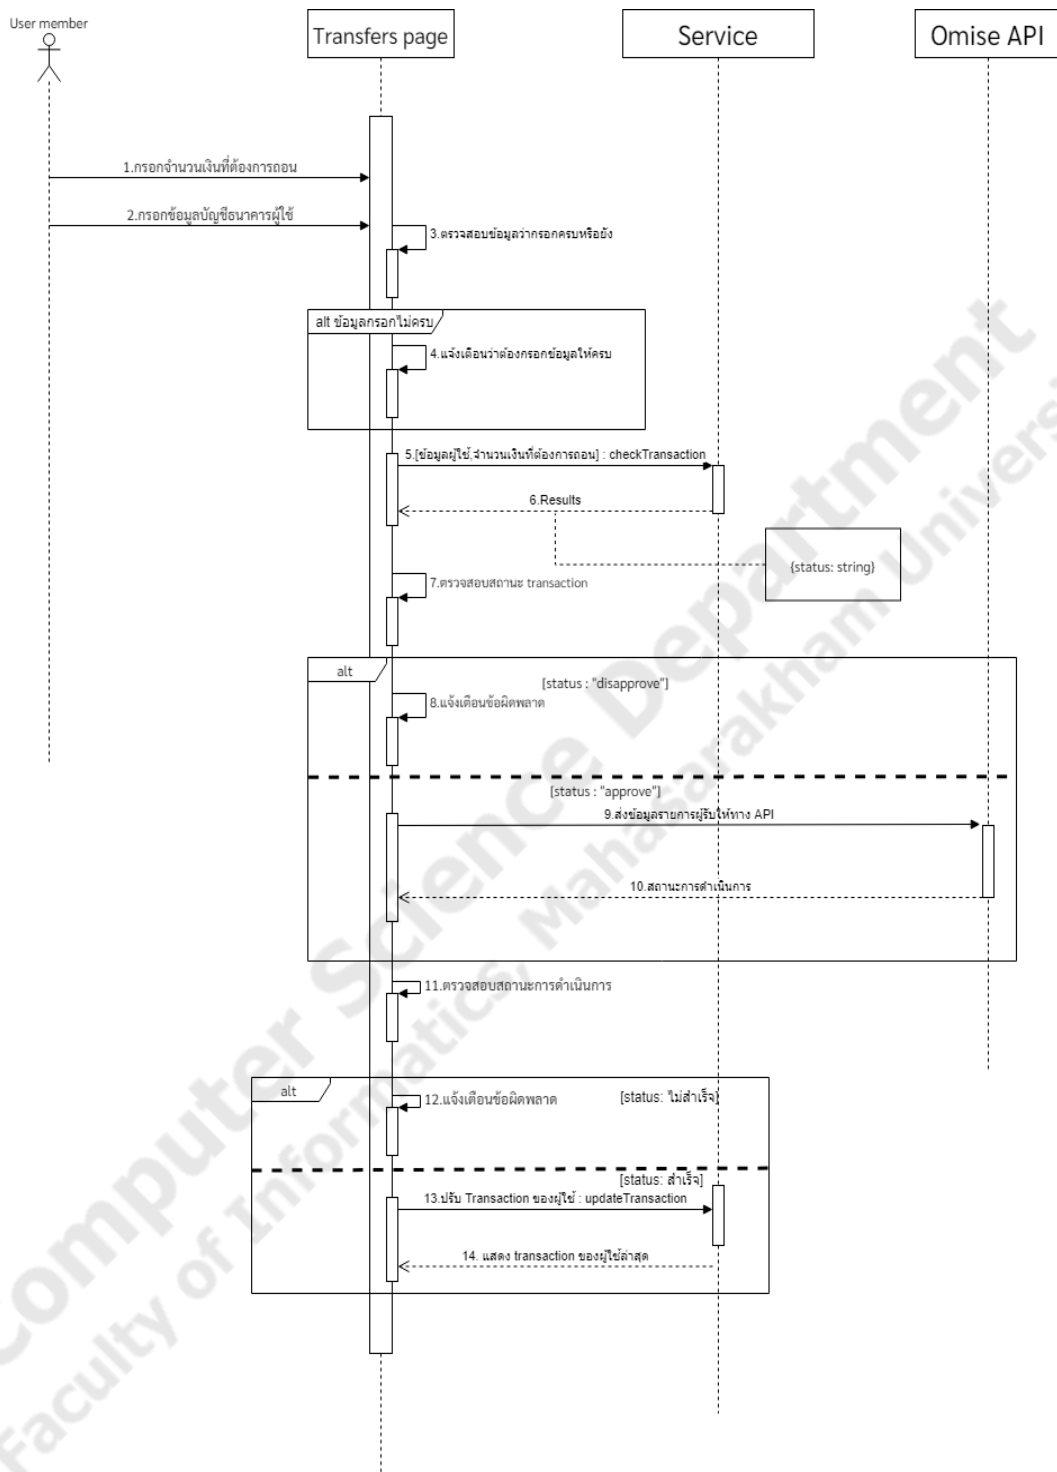 User member
Transfers page
Service
Omise API
1.กรอกจำนวนเงินที่ต้องการถอน
2.กรอกข้อมูลบัญชีธนาคารผู้ใช้
3.ตรวจสอบข้อมูลว่ากรอกครบหรือยัง
alt ข้อมูลกรอกไม่ครบ
4.แจ้งเตือนว่าต้องกรอกข้อมูลให้ครบ
5.[ข้อมูลผู้ใช้,จำนวนเงินที่ต้องการถอน] : checkTransaction
6.Results
{status: string}
7.ตรวจสอบสถานะ transaction
alt
[status : "disapprove"]
8.แจ้งเตือนข้อผิดพลาด
[status : "approve"]
9.ส่งข้อมูลรายการผู้รับให้ทาง API
10.สถานะการดำเนินการ
11.ตรวจสอบสถานะการดำเนินการ
alt
12.แจ้งเตือนข้อผิดพลาด
[status: ไม่สำเร็จ]
[status: สำเร็จ]
13.ปรับ Transaction ของผู้ใช้ : updateTransaction
14. แสดง transaction ของผู้ใช้ล่าสุด
Computer Science Department
Faculty of Informatics, Mahasarakham Universi